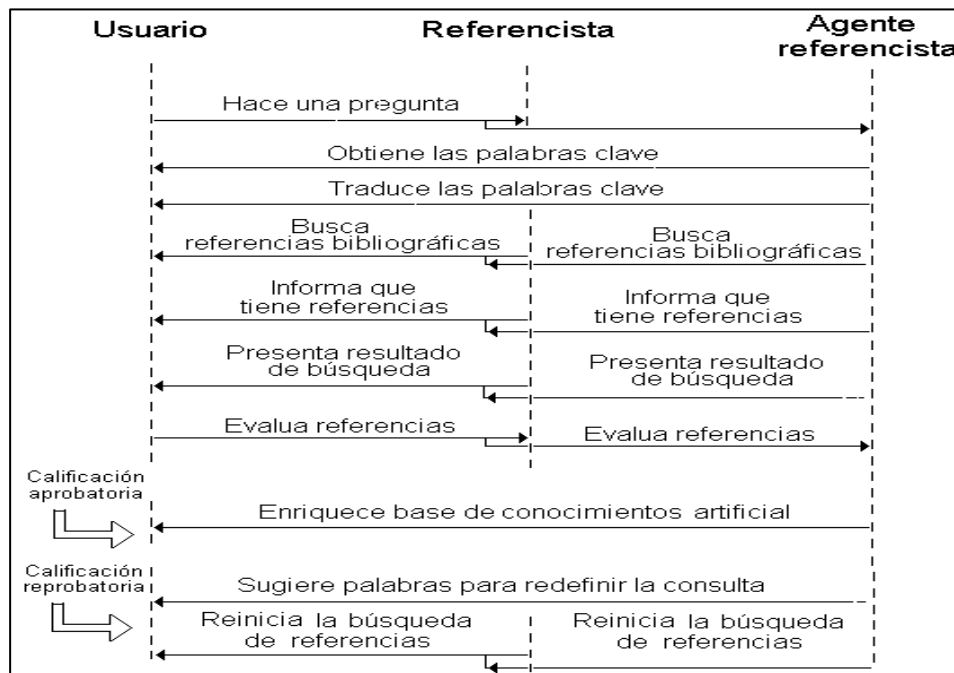 Usuario
Referencista
Agente
referencista
Hace una pregunta
Obtiene las palabras clave
Traduce las palabras clave
Busca
referencias bibliográficas
Busca
referencias bibliográficas
Informa que
tiene referencias
Informa que
tiene referencias
Presenta resultado
de búsqueda
Presenta resultado
de búsqueda
Evalua referencias
Evalua referencias
Calificación
aprobatoria
Enriquece base de conocimientos artificial
Calificación
reprobatoria
Sugiere palabras para redefinir la consulta
Reinicia la búsqueda
de referencias
Reinicia la búsqueda
de referencias